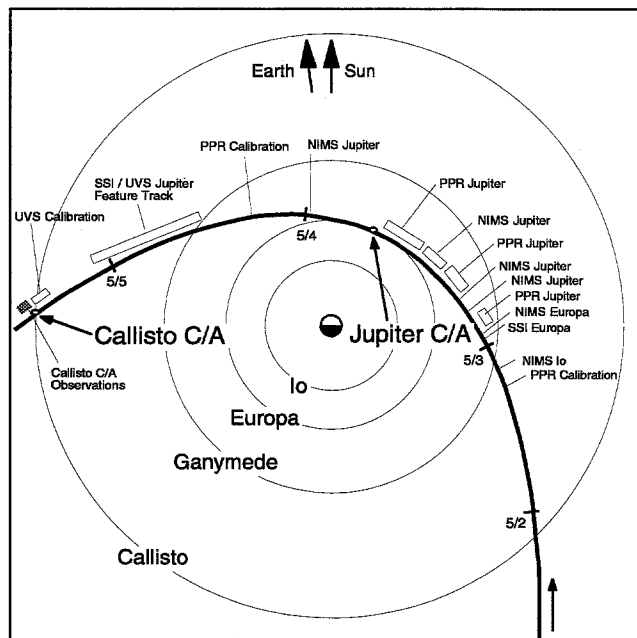 Earth
Sun
PPR Calibration
NIMS Jupiter
SSI / UVS Jupiter
Feature Track
PPR Jupiter
UVS Calibration
NIMS Jupiter
PPR Jupiter
5/4
NIMS Jupiter
5/5
NIMS Jupiter
PPR Jupiter
NIMS Europa
SSI Europa
Callisto C/A
Jupiter C/A
5/3
Callisto C/A
Observations
NIMS Io
PPR Calibration
Io
Europa
Ganymede
5/2
Callisto